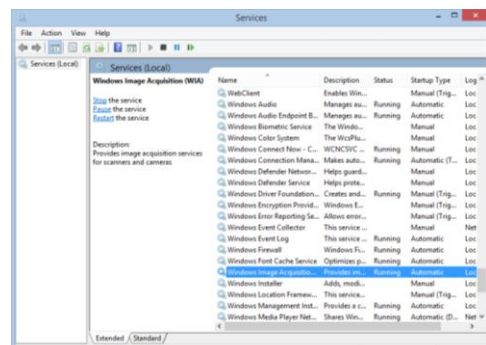 Services
File Action View Help
Services (Local)
Services (Local)
Windows Image Acquisition (WIA)
Stop the service
Pause the service
Restart the service
Description:
Provides image acquisition services
for scanners and cameras
Name Description Status Startup Type Log
WebClient Enables Win... Manual (Trig... Loc
Windows Audio Manages au... Running Automatic Loc
Windows Audio Endpoint B... Manages au... Running Automatic Loc
Windows Biometric Service The Windo... Manual Loc
Windows Color System The WcsPlu... Manual Loc
Windows Connect Now - C... WCNCSVC ... Running Manual Loc
Windows Connection Mana... Makes auto... Running Automatic (T... Loc
Windows Defender Networ... Helps guard... Manual Loc
Windows Defender Service Helps prote... Manual Loc
Windows Driver Foundation... Creates and... Running Manual (Trig... Loc
Windows Encryption Provid... Windows E... Manual (Trig... Loc
Windows Error Reporting Se... Allows error... Manual (Trig... Loc
Windows Event Collector This service ... Manual Net
Windows Event Log This service ... Running Automatic Loc
Windows Firewall Windows Fi... Running Automatic Loc
Windows Font Cache Service Optimizes p... Running Automatic Loc
Windows Image Acquisitio... Provides im... Running Automatic Loc
Windows Installer Adds, modi... Manual Loc
Windows Location Framew... This service... Manual (Trig... Loc
Windows Management Inst... Provides a c... Running Automatic Loc
Windows Media Player Net... Shares Win... Running Automatic (D... Net
Extended Standard